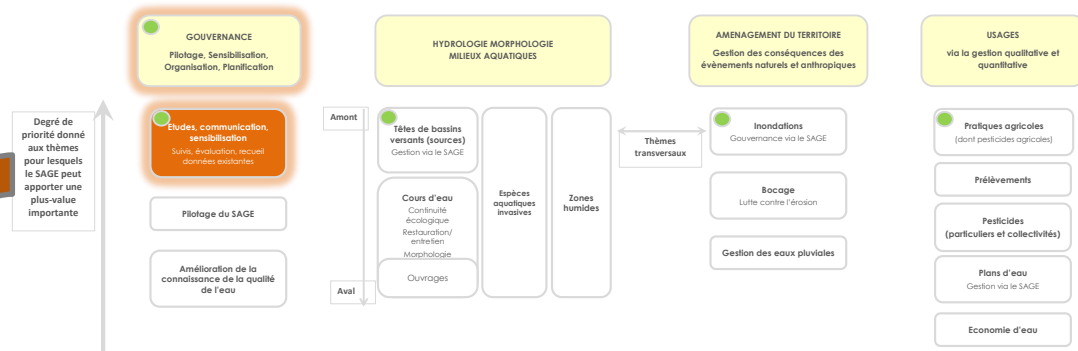 GOUVERNANCE
Pilotage, Sensibilisation,
Organisation, Planification
HYDROLOGIE MORPHOLOGIE
MILIEUX AQUATIQUES
AMENAGEMENT DU TERRITOIRE
Gestion des conséquences des
évènements naturels et anthropiques
USAGES
via la gestion qualitative et
quantitative
Degré de
priorité donné
aux thèmes
pour lesquels
le SAGE peut
apporter une
plus-value
importante
Etudes, communication,
sensibilisation
Suivis, évaluation, recueil
données existantes
Pilotage du SAGE
Amélioration de la
connaissance de la qualité
de l'eau
Amont
Aval
Têtes de bassins
versants (sources)
Gestion via le SAGE
Cours d'eau
Continuité
écologique
Restauration/
entretien
Morphologie
Ouvrages
Espèces
aquatiques
invasives
Zones
humides
Thèmes
transversaux
Inondations
Gouvernance via le SAGE
Bocage
Lutte contre l'érosion
Gestion des eaux pluviales
Pratiques agricoles
(dont pesticides agricoles)
Prélèvements
Pesticides
(particuliers et collectivités)
Plans d'eau
Gestion via le SAGE
Economie d'eau